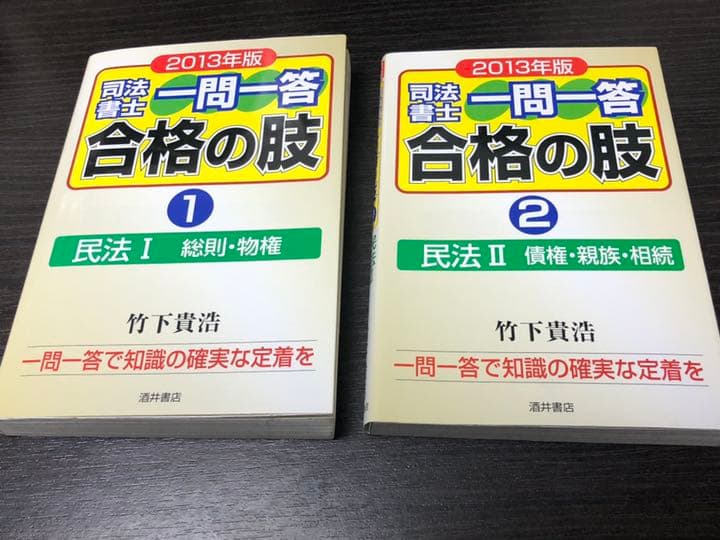 2013年版
司法書士 一問一答
合格の肢
1
民法Ⅰ 総則・物権
竹下貴浩
一問一答で知識の確実な定着を
酒井書店
2013年版
司法書士 一問一答
合格の肢
2
民法Ⅱ 債権・親族・相続
竹下貴浩
一問一答で知識の確実な定着を
酒井書店